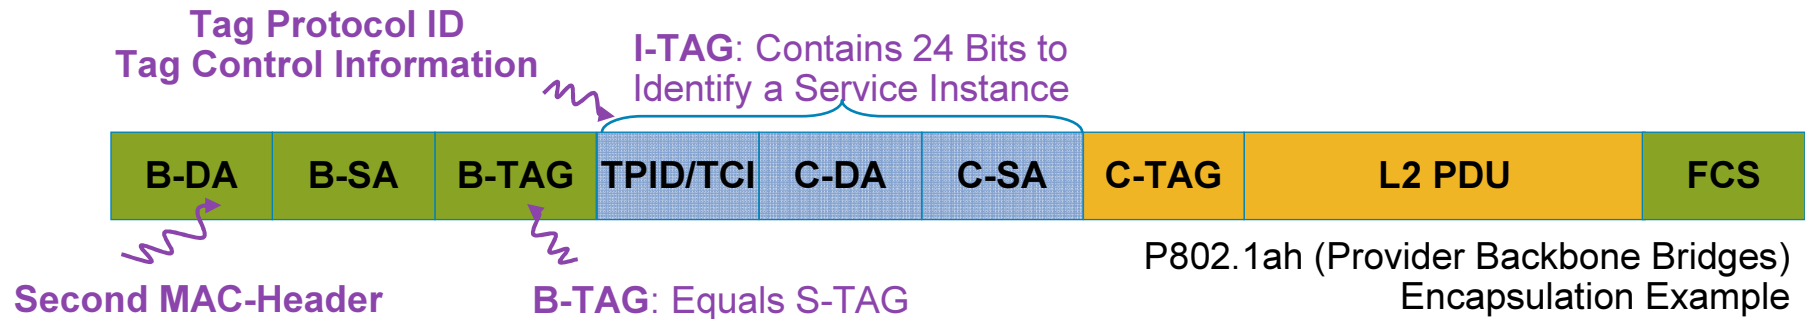 Tag Protocol ID
Tag Control Information
I-TAG: Contains 24 Bits to
Identify a Service Instance
B-DA B-SA B-TAG TPID/TCI C-DA C-SA C-TAG L2 PDU FCS
Second MAC-Header
B-TAG: Equals S-TAG
P802.1ah (Provider Backbone Bridges)
Encapsulation Example